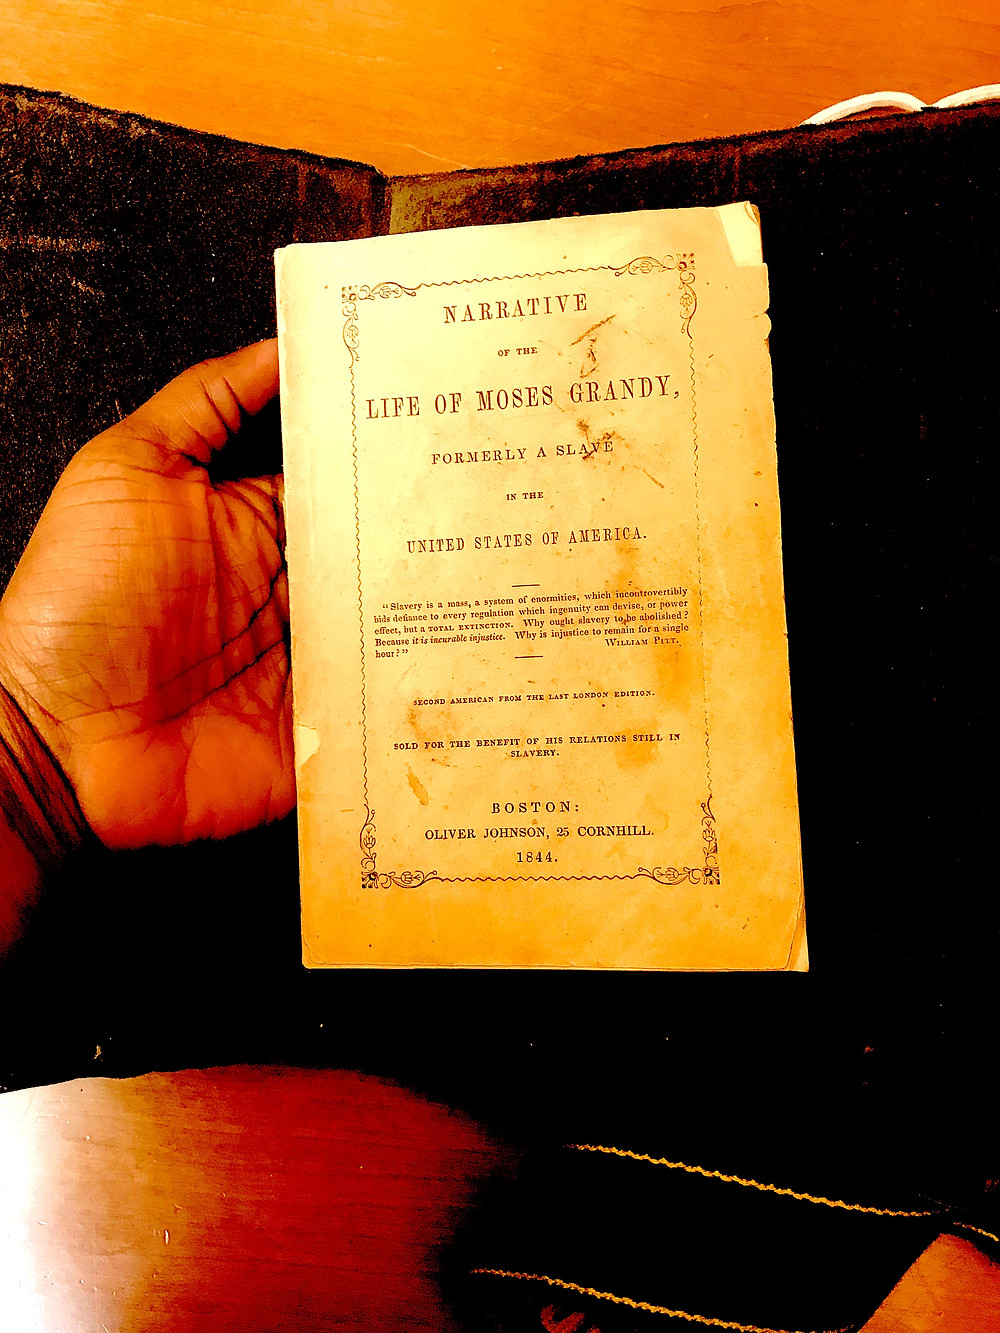 NARRATIVE
OF THE
LIFE OF MOSES GRANDY,
FORMERLY A SLAVE
IN THE
UNITED STATES OF AMERICA.
"Slavery is a mass, a system of enormities, which incontrovertibly
bids defiance to every regulation which ingenuity can devise, or power
effect, but a TOTAL EXTINCTION. Why ought slavery to be abolished?
Because it is incurable injustice. Why is injustice to remain for a single
hour?"
WILLIAM PITT.
SECOND AMERICAN FROM THE LAST LONDON EDITION.
SOLD FOR THE BENEFIT OF HIS RELATIONS STILL IN
SLAVERY.
BOSTON:
OLIVER JOHNSON, 25 CORNHILL.
1844.